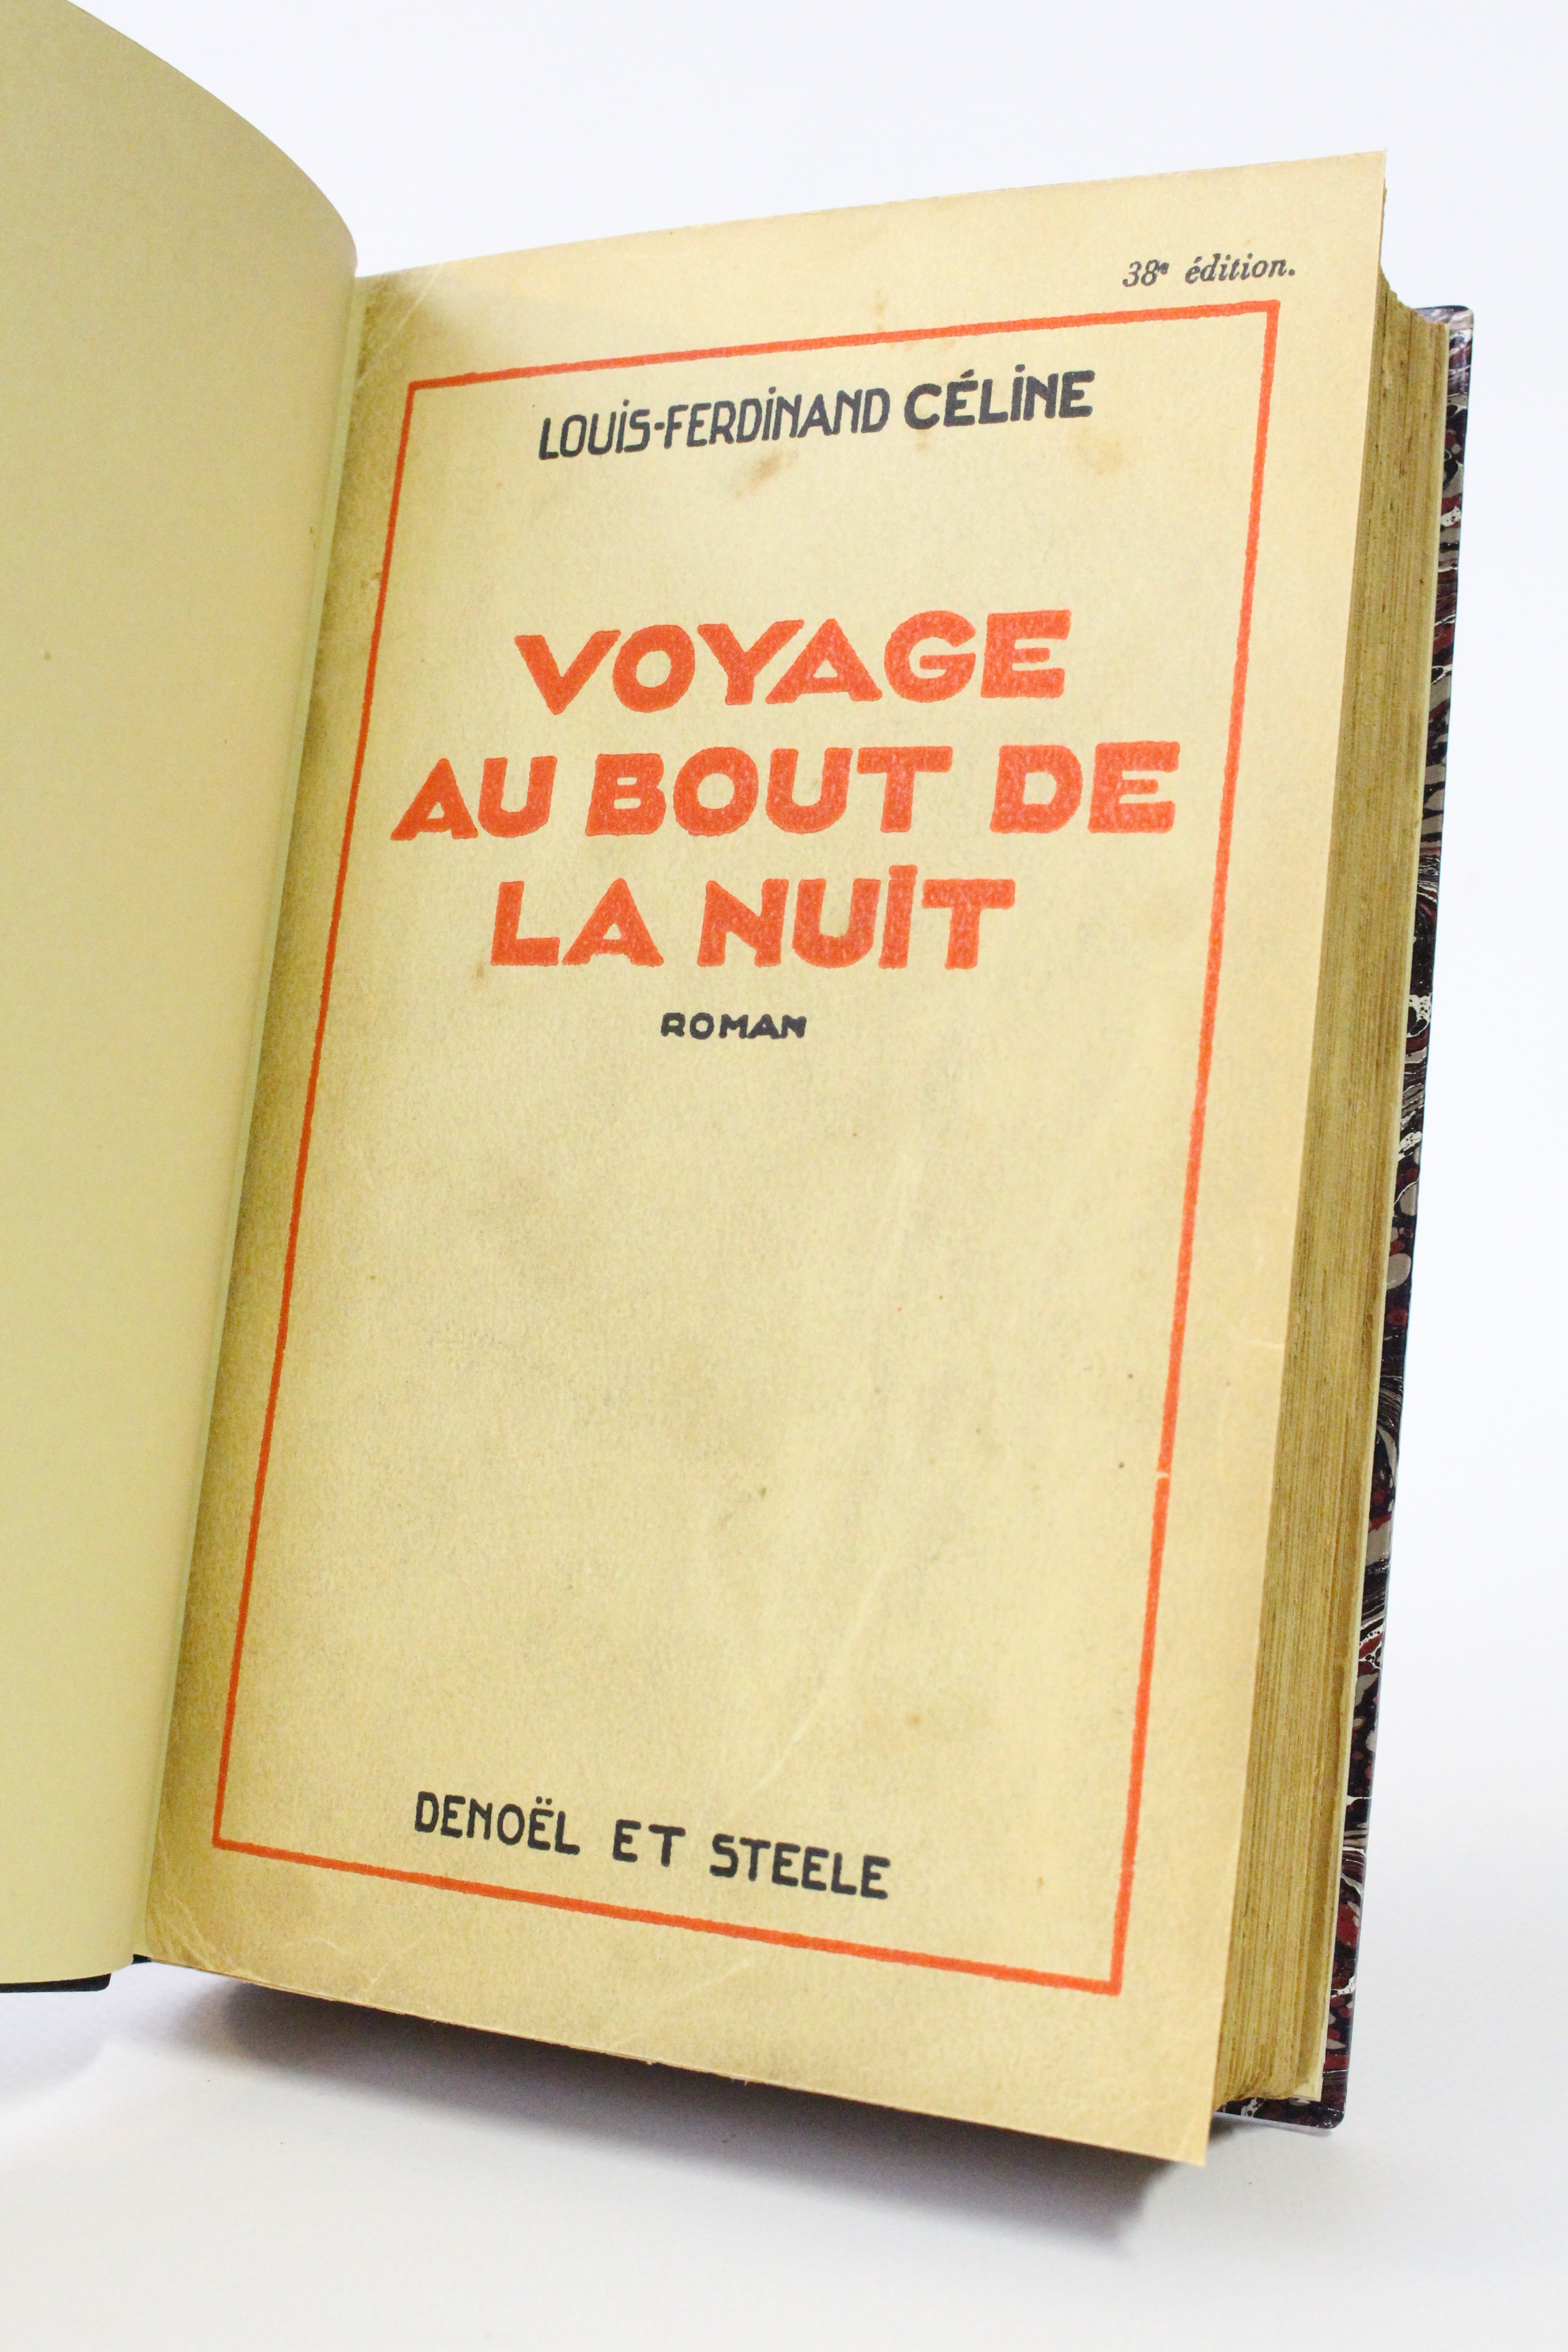 38e édition.
LOUIS-FERDINAND CÉLINE
VOYAGE
AU BOUT DE
LA NUIT
ROMAN
DENOËL ET STEELE